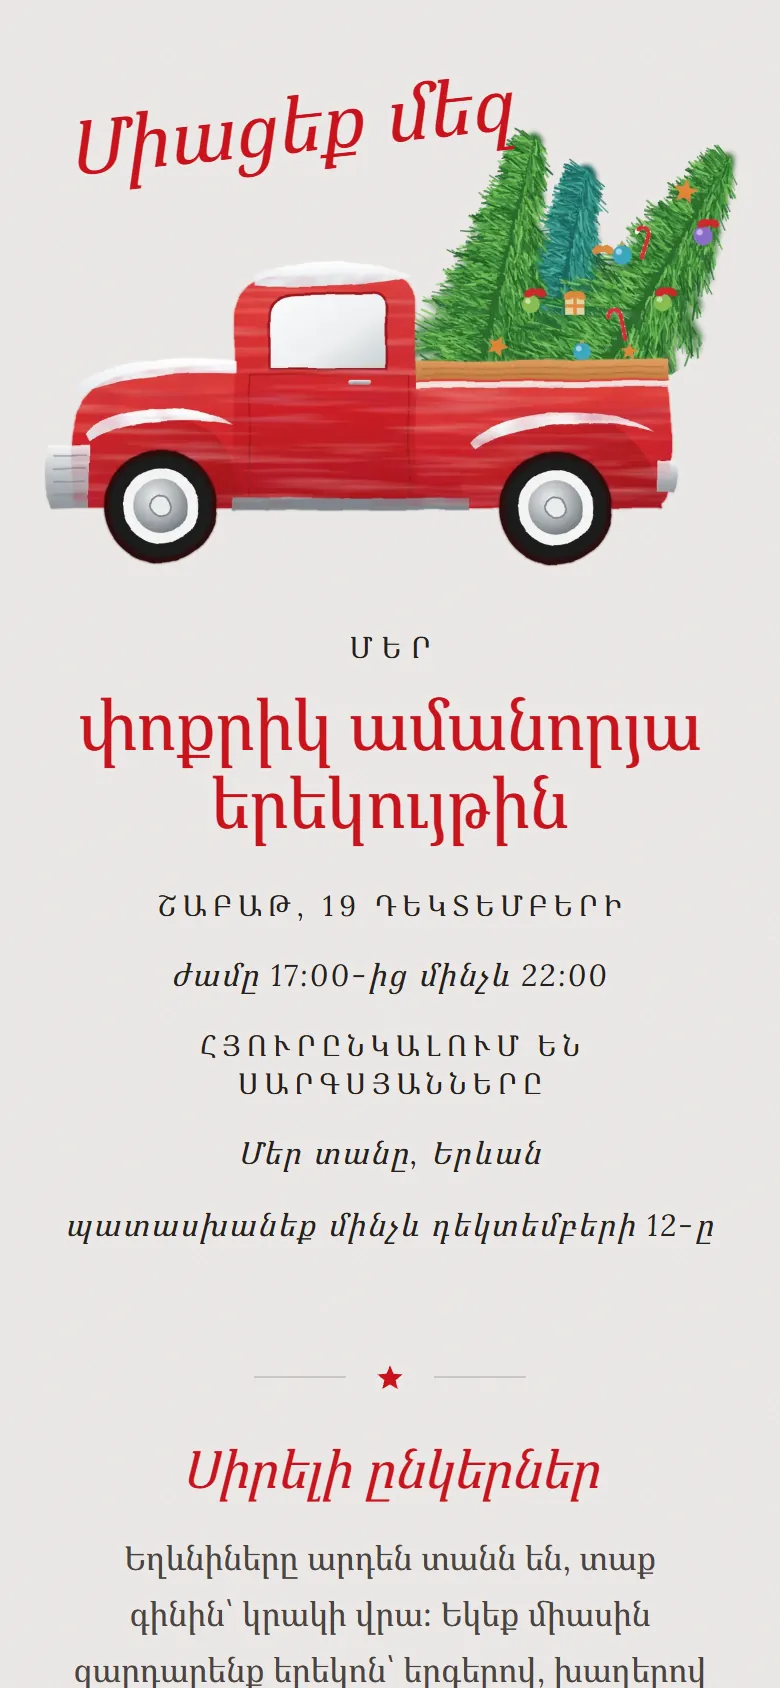 Միացեք մեզ
ՄԵՐ
փոքրիկ ամանորյա
երեկույթին
ՇԱԲԱԹ, 19 ԴԵԿՏԵՄԲԵՐԻ
ժամը 17:00-ից մինչև 22:00
ՀՅՈՒՐԸՆԿԱԼՈՒՄ ԵՆ
ՍԱՐԳՍՅԱՆՆԵՐԸ
Մեր տանը, Երևան
պատասխանեք մինչև դեկտեմբերի 12-ը
Սիրելի ընկերներ
Եղևնիները արդեն տանն են, տաք
գինին՝ կրակի վրա: Եկեք միասին
զարդարենք երեկոն՝ երգերով, խաղերով